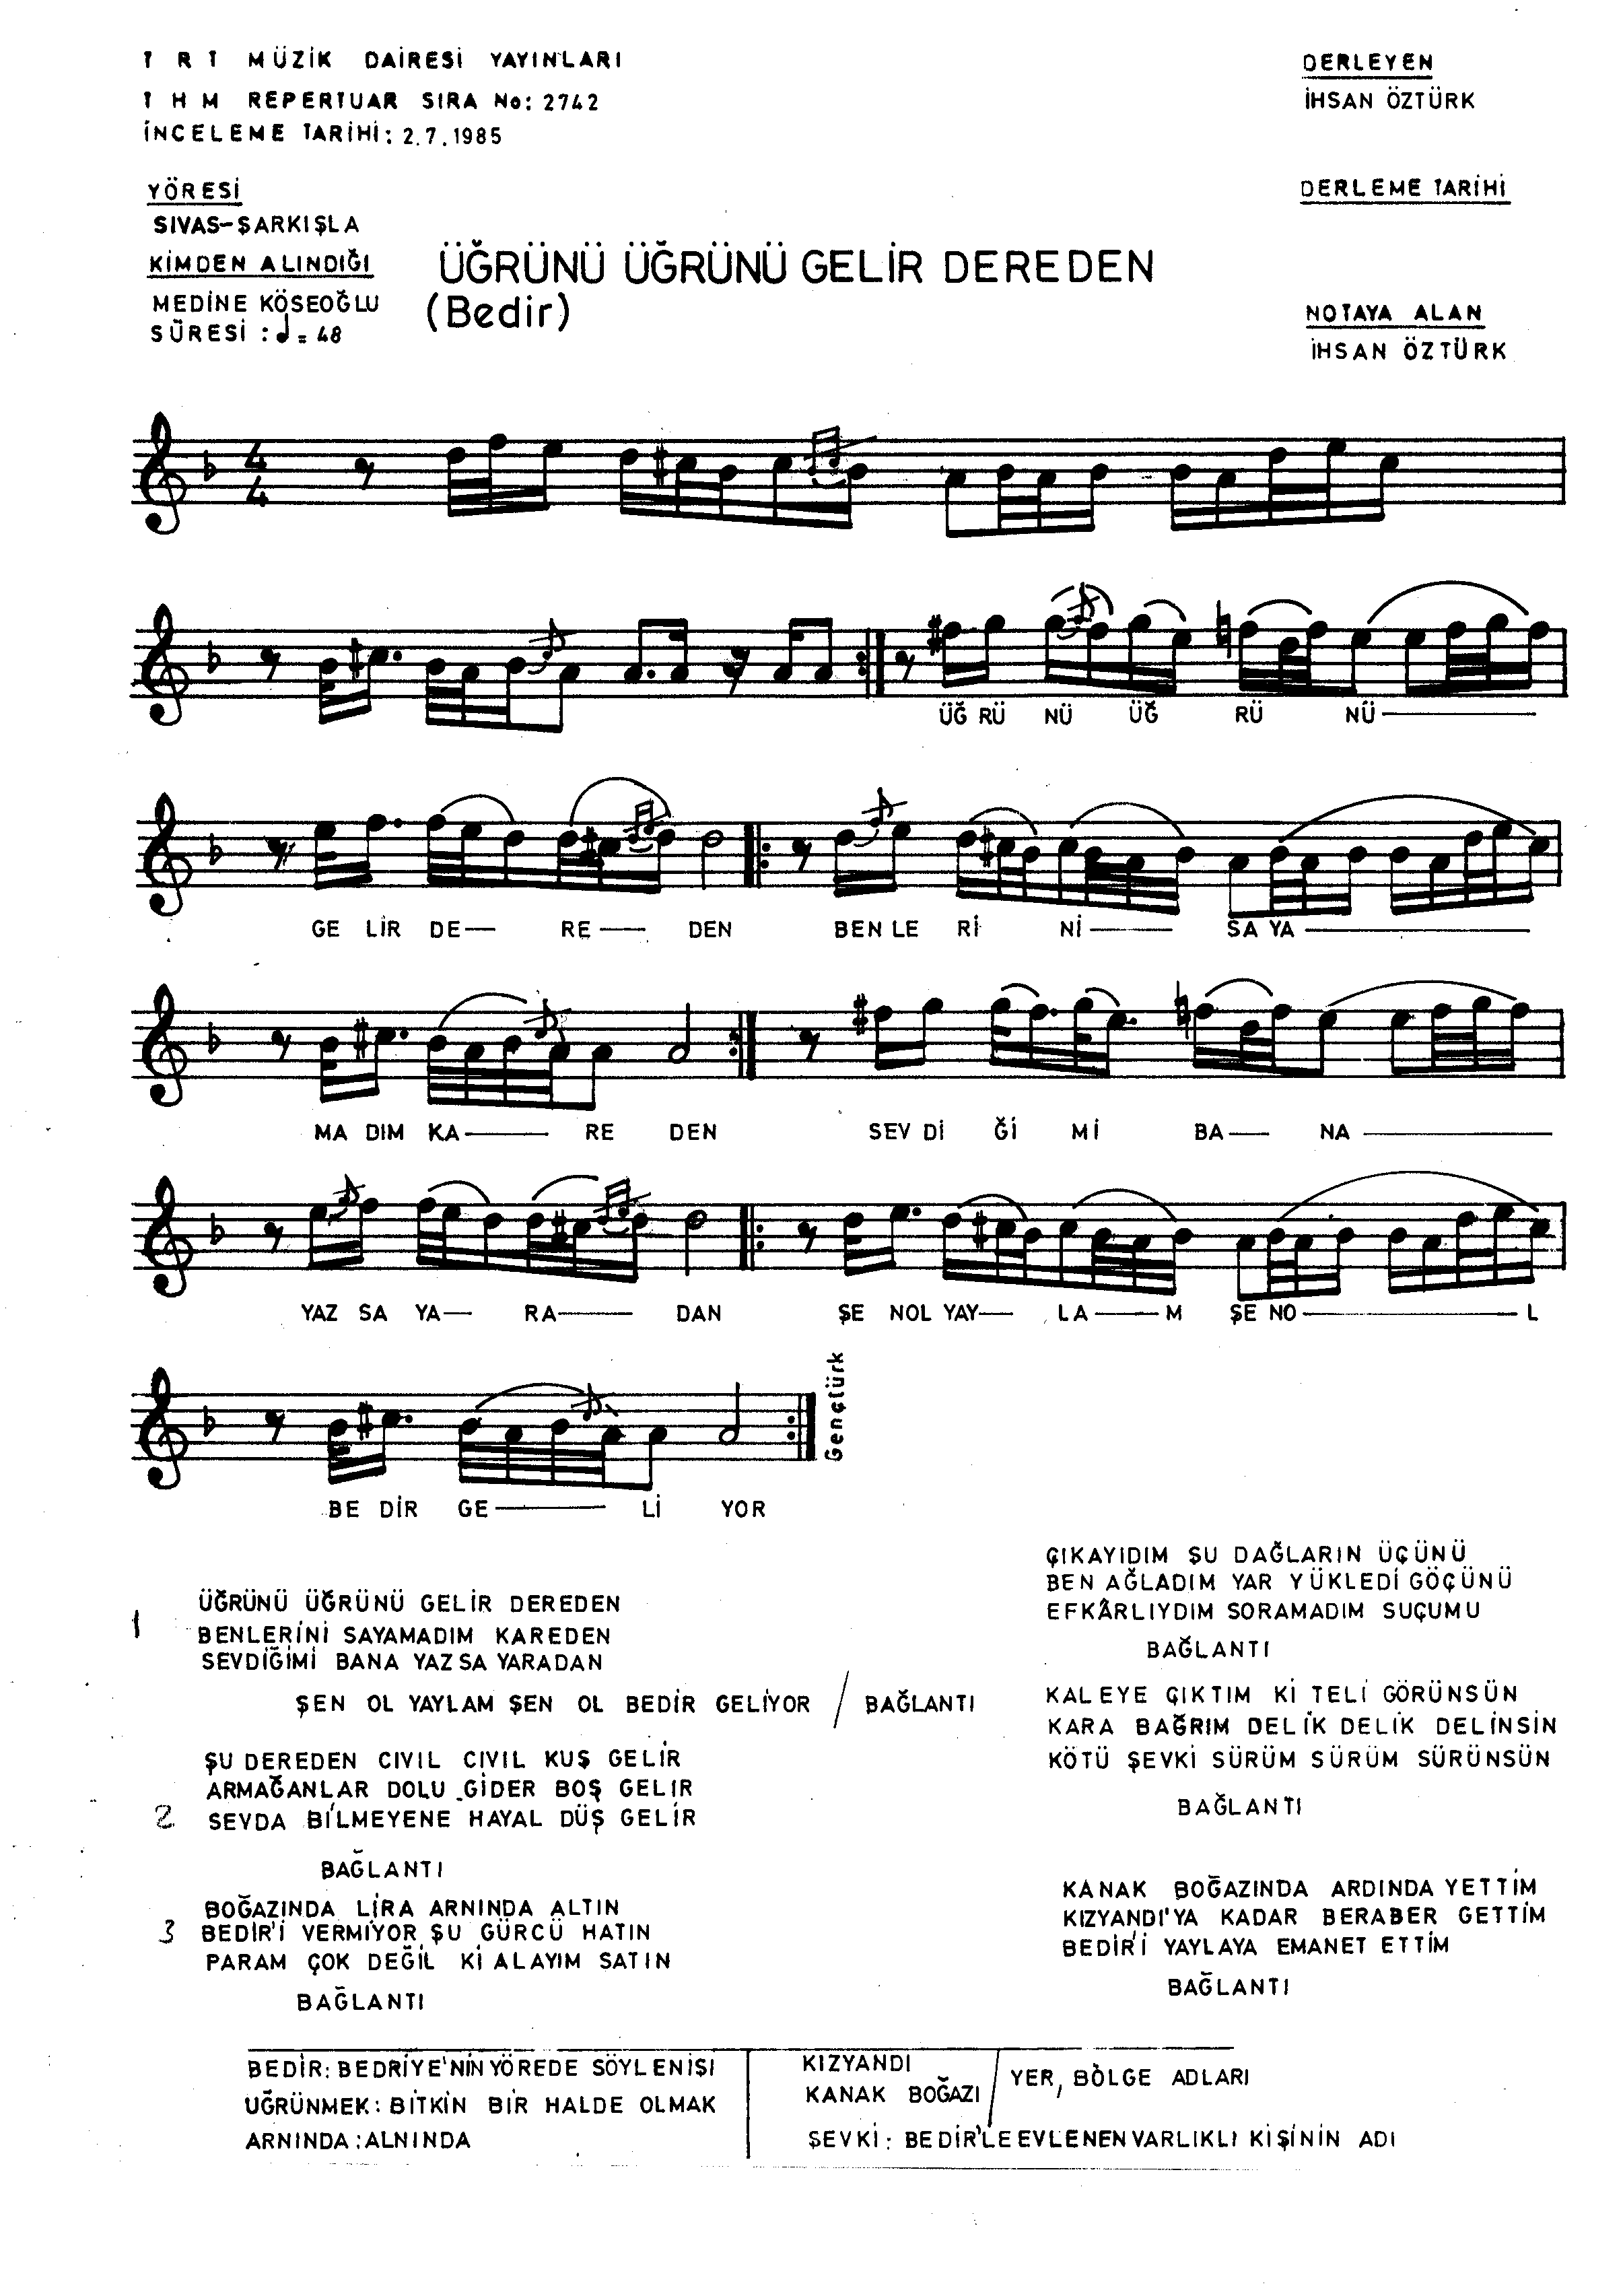 T R T MÜZİK DAİRESİ YAYINLARI
T H M REPERTUAR SIRA No: 2742
İNCELEME TARİHİ: 2.7.1985
DERLEYEN
İHSAN ÖZTÜRK
YÖRESİ
SIVAS-ŞARKIŞLA
DERLEME TARİHİ
KİMDEN ALINDIĞI
MEDİNE KÖSEOĞLU
SÜRESİ : ♩ = 48
ÜĞRÜNÜ ÜĞRÜNÜ GELİR DEREDEN
(Bedir)
NOTAYA ALAN
İHSAN ÖZTÜRK
4
4
ÜĞ RÜ NÜ ÜĞ RÜ NÜ
GE LİR DE— RE— DEN BEN LE Rİ Nİ— SA YA—
MA DIM KA— RE DEN SEV Dİ Ğİ Mİ BA— NA—
YAZ SA YA— RA— DAN ŞE NOL YAY— LA—M ŞE NO—L
BE DİR GE— Lİ YOR
Gençtürk
1
ÜĞRÜNÜ ÜĞRÜNÜ GELİR DEREDEN
BENLERİNİ SAYAMADIM KAREDEN
SEVDİĞİMİ BANA YAZSA YARADAN
ŞEN OL YAYLAM ŞEN OL BEDİR GELİYOR / BAĞLANTI
ŞU DEREDEN CIVIL CIVIL KUŞ GELİR
ARMAĞANLAR DOLU GİDER BOŞ GELIR
2 SEVDA BİLMEYENE HAYAL DÜŞ GELİR
BAĞLANTI
BOĞAZINDA LİRA ARNINDA ALTIN
3 BEDİR'İ VERMİYOR ŞU GÜRCÜ HATIN
PARAM ÇOK DEĞİL Kİ ALAYIM SATIN
BAĞLANTI
ÇIKAYIDIM ŞU DAĞLARIN ÜÇÜNÜ
BEN AĞLADIM YAR YÜKLEDİ GÖÇÜNÜ
EFKÂRLIYDIM SORAMADIM SUÇUMU
BAĞLANTI
KALEYE ÇIKTIM Kİ TELİ GÖRÜNSÜN
KARA BAĞRIM DELİK DELİK DELİNSİN
KÖTÜ ŞEVKİ SÜRÜM SÜRÜM SÜRÜNSÜN
BAĞLANTI
KANAK BOĞAZINDA ARDINDA YETTİM
KIZYANDI'YA KADAR BERABER GETTİM
BEDİR'İ YAYLAYA EMANET ETTİM
BAĞLANTI
BEDİR: BEDRİYE'NİN YÖREDE SÖYLENİŞİ
UĞRÜNMEK: BİTKİN BİR HALDE OLMAK
ARNINDA: ALNINDA
KIZYANDI
KANAK BOĞAZI / YER, BÖLGE ADLARI
ŞEVKİ: BEDİR'LE EVLENEN VARLIKLI KİŞİNİN ADI